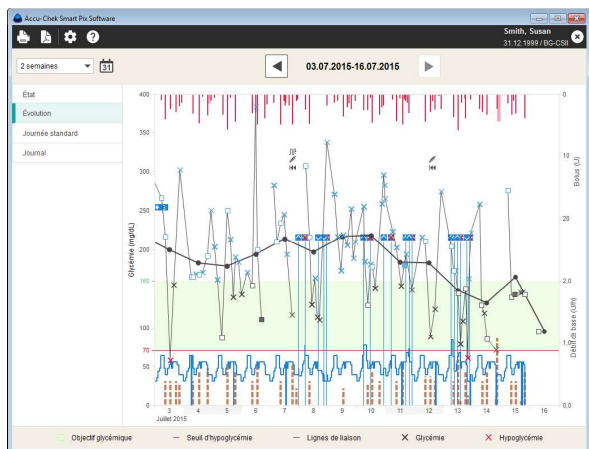 Accu-Chek Smart Pix Software
Smith, Susan
31.12.1999 / BG-CSII
2 semaines
31
03.07.2015-16.07.2015
État
Évolution
Journée standard
Journal
Glycémie (mg/dL)
400
350
300
250
200
160
100
70
50
0
Bolus (U)
0
10
20
Débit de base (U/h)
2,0
1,0
0,0
3 4 5 6 7 8 9 10 11 12 13 14 15 16
Juillet 2015
Objectif glycémique
Seuil d'hypoglycémie
Lignes de liaison
Glycémie
Hypoglycémie